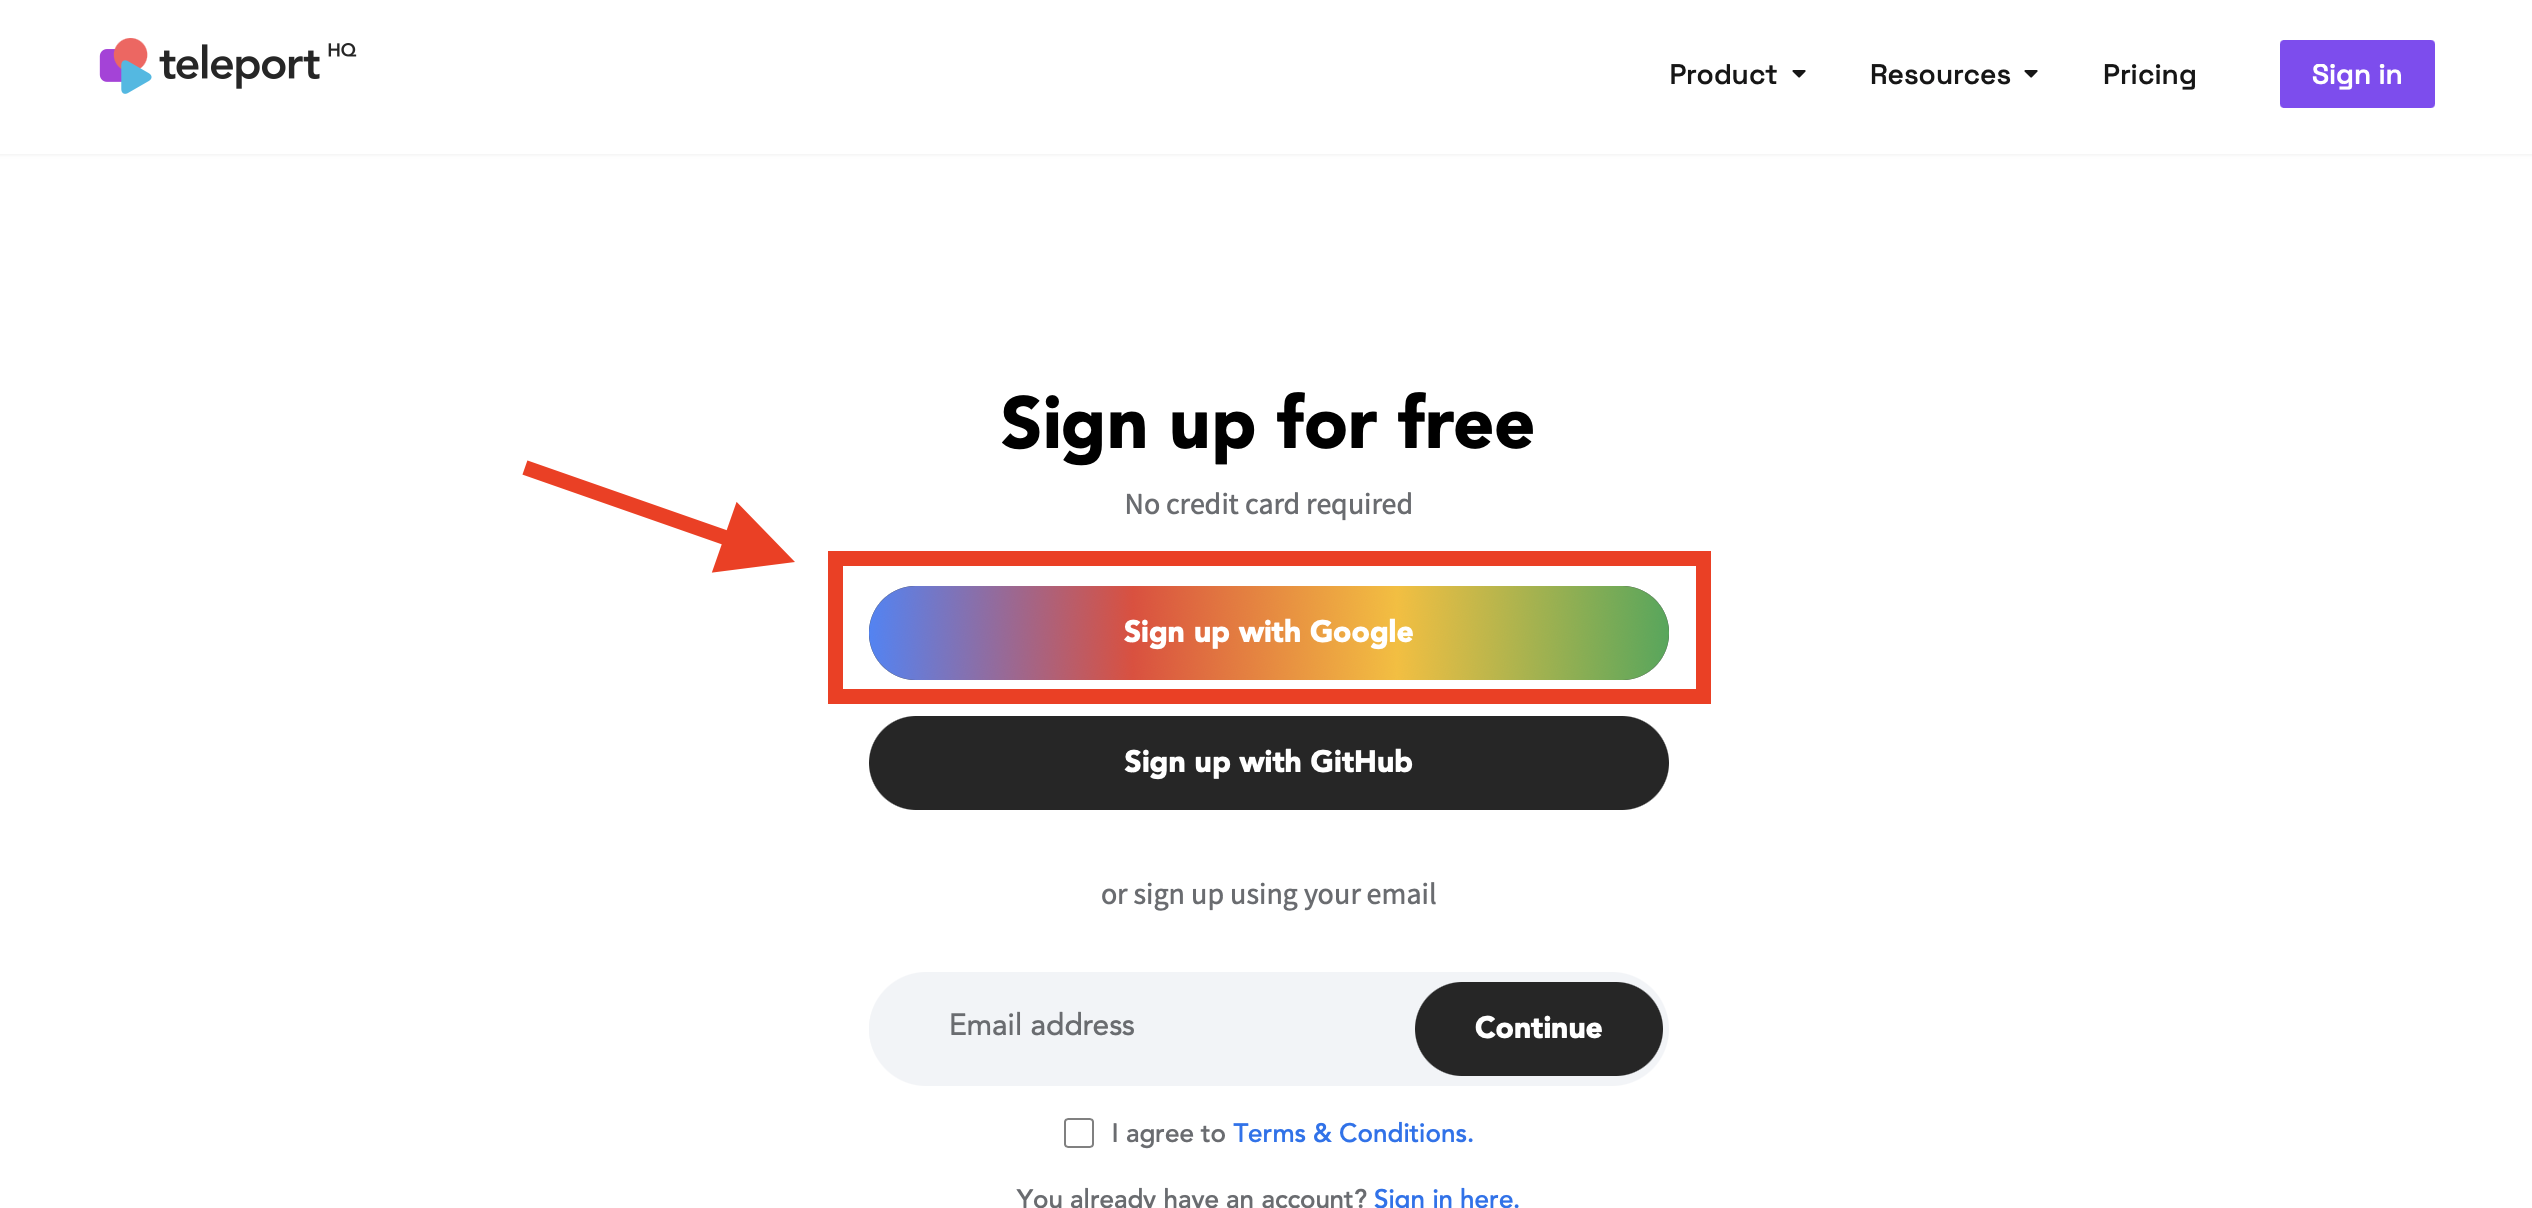 teleport HQ
Product
Resources
Pricing
Sign in
Sign up for free
No credit card required
Sign up with Google
Sign up with GitHub
or sign up using your email
Email address
Continue
I agree to Terms & Conditions.
You already have an account? Sign in here.